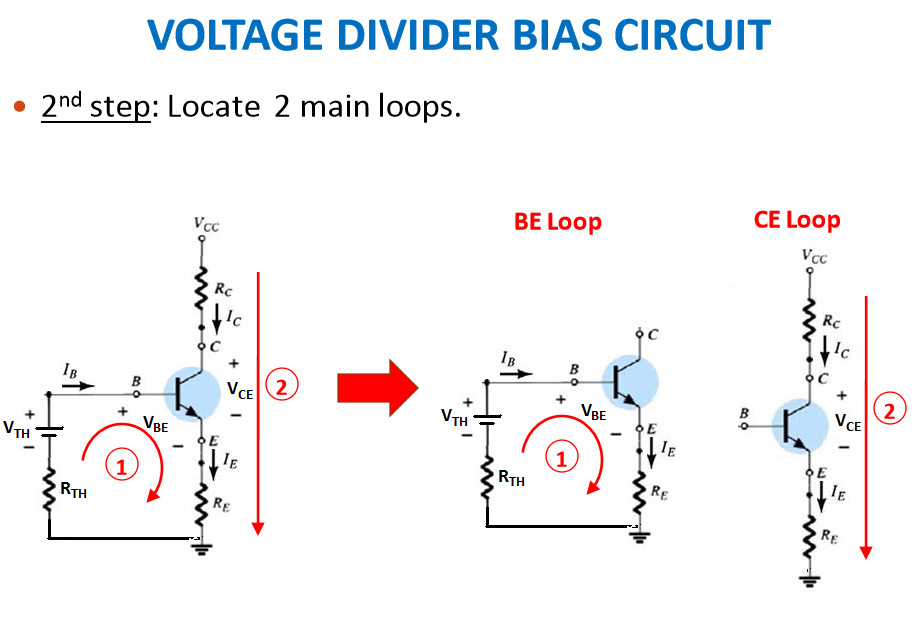 VOLTAGE DIVIDER BIAS CIRCUIT
• 2nd step: Locate 2 main loops.
VCC
RC
IC
C
IB
B
+
VCE
−
2
+
VTH
−
+
VBE
−
E
1
IE
RTH
RE
BE Loop
C
IB
B
+
VTH
−
+
VBE
−
E
1
IE
RTH
RE
CE Loop
VCC
RC
IC
C
+
VCE
−
2
B
E
IE
RE